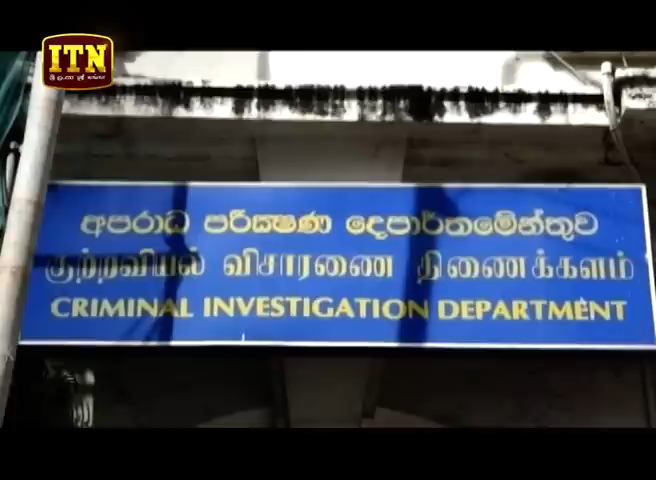 ITN
අපරාධ පරීක්ෂණ දෙපාර්තමේන්තුව
குற்றவியல் விசாரணை திணைக்களம்
CRIMINAL INVESTIGATION DEPARTMENT